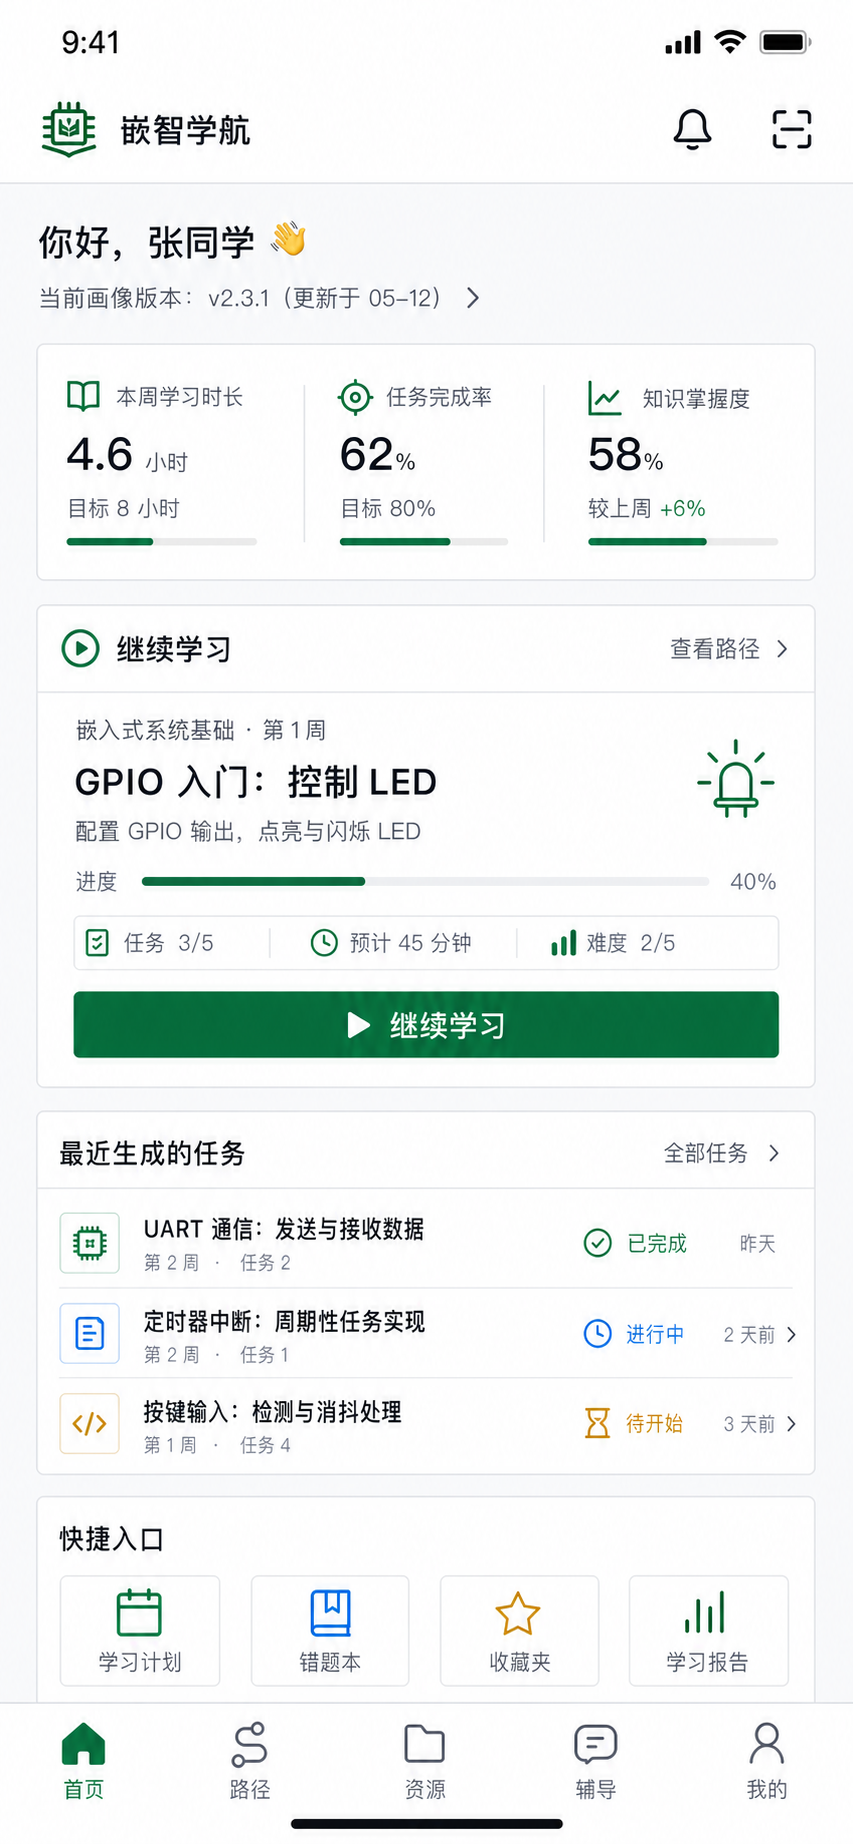 9:41
嵌智学航
你好，张同学 👋
当前画像版本：v2.3.1（更新于 05-12）
本周学习时长 任务完成率 知识掌握度
4.6 小时 62% 58%
目标 8 小时 目标 80% 较上周 +6%
继续学习 查看路径
嵌入式系统基础 · 第 1 周
GPIO 入门：控制 LED
配置 GPIO 输出，点亮与闪烁 LED
进度 40%
任务 3/5 预计 45 分钟 难度 2/5
继续学习
最近生成的任务 全部任务
UART 通信：发送与接收数据
第 2 周 · 任务 2
已完成 昨天
定时器中断：周期性任务实现
第 2 周 · 任务 1
进行中 2 天前
按键输入：检测与消抖处理
第 1 周 · 任务 4
待开始 3 天前
快捷入口
学习计划 错题本 收藏夹 学习报告
首页 路径 资源 辅导 我的